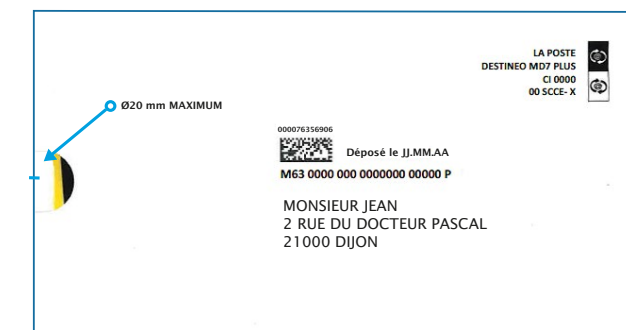 LA POSTE
DESTINEO MD7 PLUS
CI 0000
00 SCCE- X
Ø20 mm MAXIMUM
000076356906
Déposé le JJ.MM.AA
M63 0000 000 0000000 00000 P
MONSIEUR JEAN
2 RUE DU DOCTEUR PASCAL
21000 DIJON